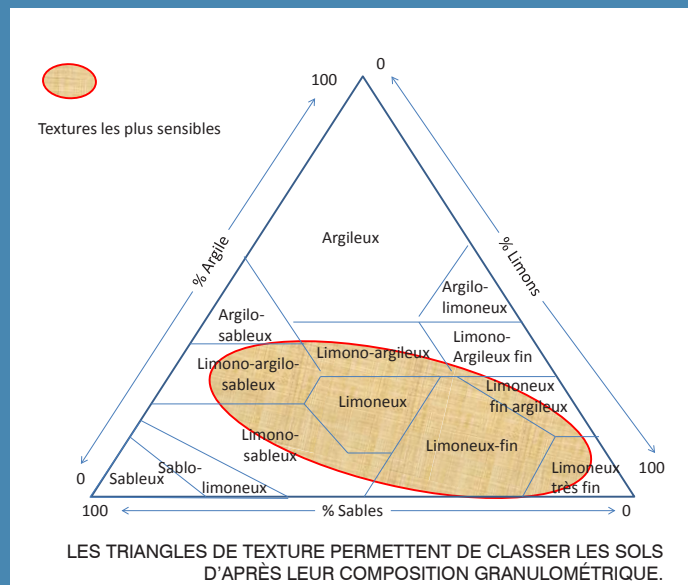 0
100
Textures les plus sensibles
% Argile
% Limons
Argileux
Argilo-
limoneux
Argilo-
sableux
Limono-
Argileux fin
Limono-argileux
Limono-argilo-
sableux
Limoneux
fin argileux
Limoneux
Limono-
sableux
Limoneux-fin
Sableux
Sablo-
limoneux
Limoneux
très fin
0
100
100
% Sables
0
LES TRIANGLES DE TEXTURE PERMETTENT DE CLASSER LES SOLS
D'APRÈS LEUR COMPOSITION GRANULOMÉTRIQUE.